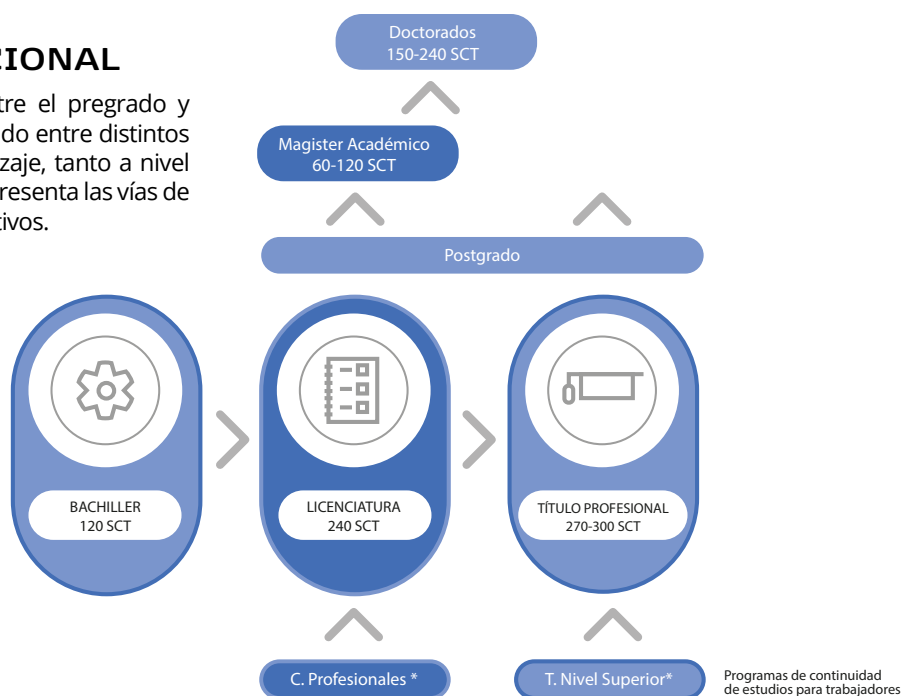 CIONAL
tre el pregrado y
do entre distintos
zaje, tanto a nivel
resenta las vías de
tivos.
Doctorados
150-240 SCT
Magister Académico
60-120 SCT
Postgrado
BACHILLER
120 SCT
LICENCIATURA
240 SCT
TÍTULO PROFESIONAL
270-300 SCT
C. Profesionales *
T. Nivel Superior*
Programas de continuidad
de estudios para trabajadores